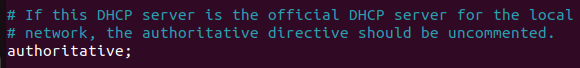 # If this DHCP server is the official DHCP server for the local
# network, the authoritative directive should be uncommented.
authoritative;